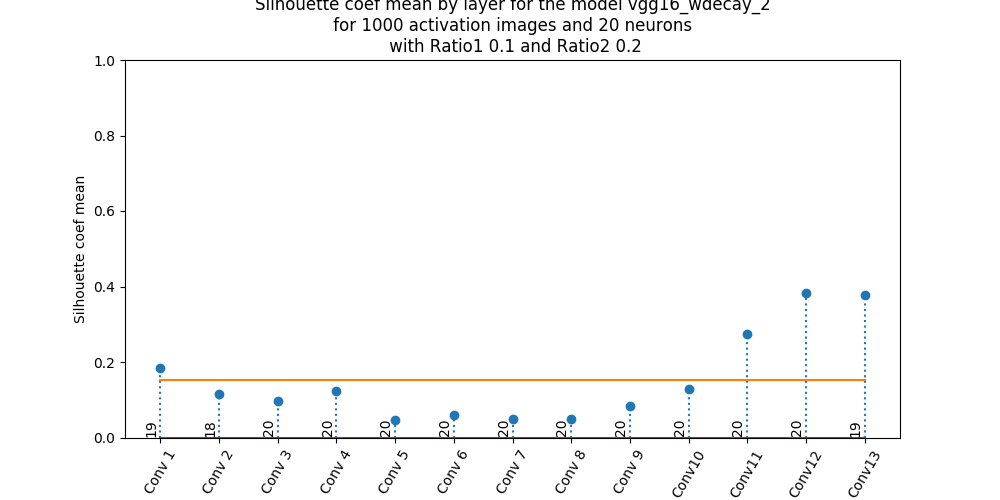 Silhouette coef mean by layer for the model vgg16_wdecay_2
for 1000 activation images and 20 neurons
with Ratio1 0.1 and Ratio2 0.2
1.0
0.8
0.6
0.4
0.2
0.0
Silhouette coef mean
19
18
20
20
20
20
20
20
20
20
20
20
19
Conv 1
Conv 2
Conv 3
Conv 4
Conv 5
Conv 6
Conv 7
Conv 8
Conv 9
Conv10
Conv11
Conv12
Conv13